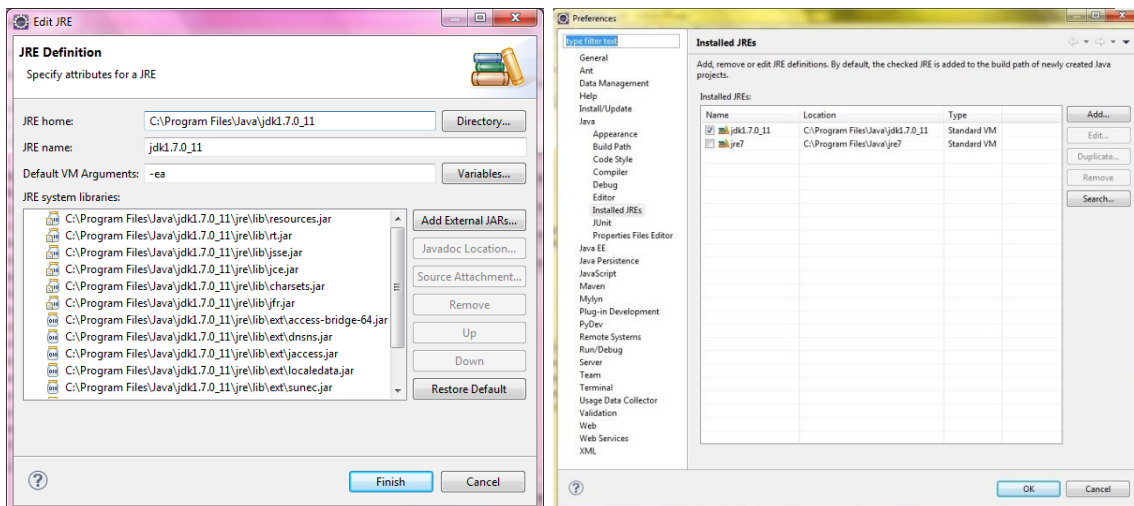 Edit JRE
JRE Definition
Specify attributes for a JRE
JRE home: C:\Program Files\Java\jdk1.7.0_11 Directory...
JRE name: jdk1.7.0_11
Default VM Arguments: -ea Variables...
JRE system libraries:
C:\Program Files\Java\jdk1.7.0_11\jre\lib\resources.jar
C:\Program Files\Java\jdk1.7.0_11\jre\lib\rt.jar
C:\Program Files\Java\jdk1.7.0_11\jre\lib\jsse.jar
C:\Program Files\Java\jdk1.7.0_11\jre\lib\jce.jar
C:\Program Files\Java\jdk1.7.0_11\jre\lib\charsets.jar
C:\Program Files\Java\jdk1.7.0_11\jre\lib\jfr.jar
C:\Program Files\Java\jdk1.7.0_11\jre\lib\ext\access-bridge-64.jar
C:\Program Files\Java\jdk1.7.0_11\jre\lib\ext\dnsns.jar
C:\Program Files\Java\jdk1.7.0_11\jre\lib\ext\jaccess.jar
C:\Program Files\Java\jdk1.7.0_11\jre\lib\ext\localedata.jar
C:\Program Files\Java\jdk1.7.0_11\jre\lib\ext\sunec.jar
Add External JARs...
Javadoc Location...
Source Attachment...
Remove
Up
Down
Restore Default
Finish Cancel
Preferences
type filter text
General
Ant
Data Management
Help
Install/Update
Java
Appearance
Build Path
Code Style
Compiler
Debug
Editor
Installed JREs
JUnit
Properties Files Editor
Java EE
Java Persistence
JavaScript
Maven
Mylyn
Plug-in Development
PyDev
Remote Systems
Run/Debug
Server
Team
Terminal
Usage Data Collector
Validation
Web
Web Services
XML
Installed JREs
Add, remove or edit JRE definitions. By default, the checked JRE is added to the build path of newly created Java
projects.
Installed JREs:
Name Location Type
jdk1.7.0_11 C:\Program Files\Java\jdk1.7.0_11 Standard VM
jre7 C:\Program Files\Java\jre7 Standard VM
Add...
Edit...
Duplicate...
Remove
Search...
OK Cancel